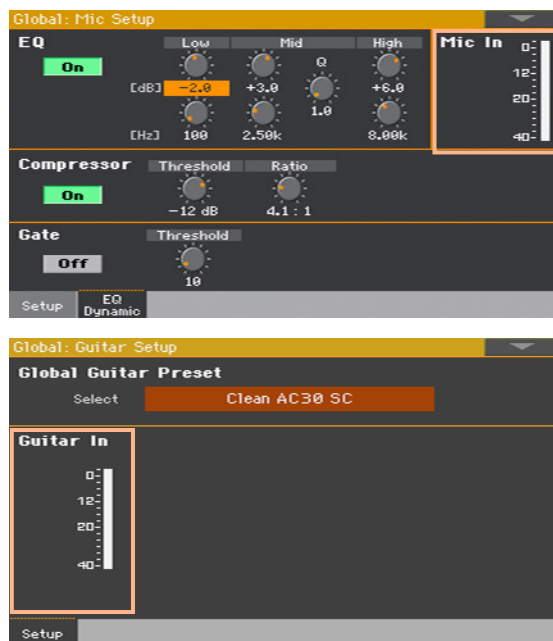 Global: Mic Setup
EQ Low Mid High Mic In
On Q
[dB] -2.0 +3.0 +6.0
1.0
[Hz] 100 2.50k 8.00k
0
12
20
40
Compressor Threshold Ratio
On
-12 dB 4.1 : 1
Gate Threshold
Off
10
Setup EQ Dynamic
Global: Guitar Setup
Global Guitar Preset
Select Clean AC30 SC
Guitar In
0
12
20
40
Setup